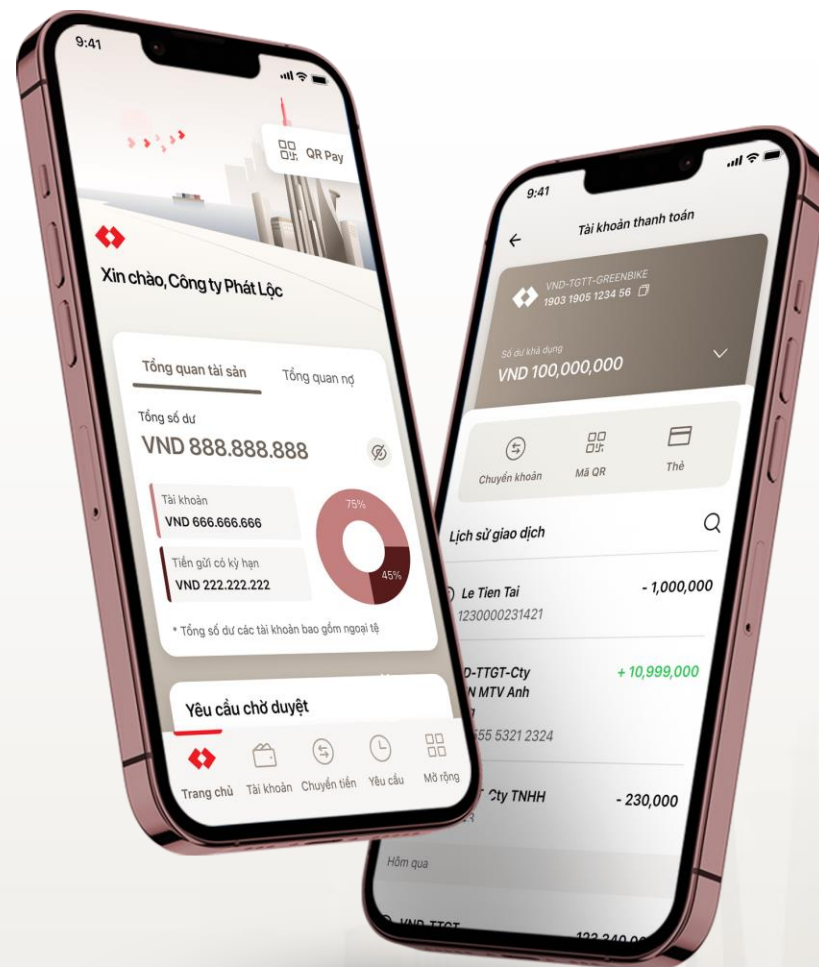 9:41
QR Pay
Xin chào, Công ty Phát Lộc
Tổng quan tài sản
Tổng quan nợ
Tổng số dư
VND 888.888.888
Tài khoản
VND 666.666.666
75%
Tiền gửi có kỳ hạn
VND 222.222.222
45%
* Tổng số dư các tài khoản bao gồm ngoại tệ
Yêu cầu chờ duyệt
Trang chủ
Tài khoản
Chuyển tiền
Yêu cầu
Mở rộng
9:41
Tài khoản thanh toán
VND-TGTT-GREENBIKE
1903 1905 1234 56
Số dư khả dụng
VND 100,000,000
Chuyển khoản
Mã QR
Thẻ
Lịch sử giao dịch
Le Tien Tai
- 1,000,000
1230000231421
D-TTGT-Cty
+ 10,999,000
N MTV Anh
555 5321 2324
Cty TNHH
- 230,000
Hôm qua
VND-TTGT